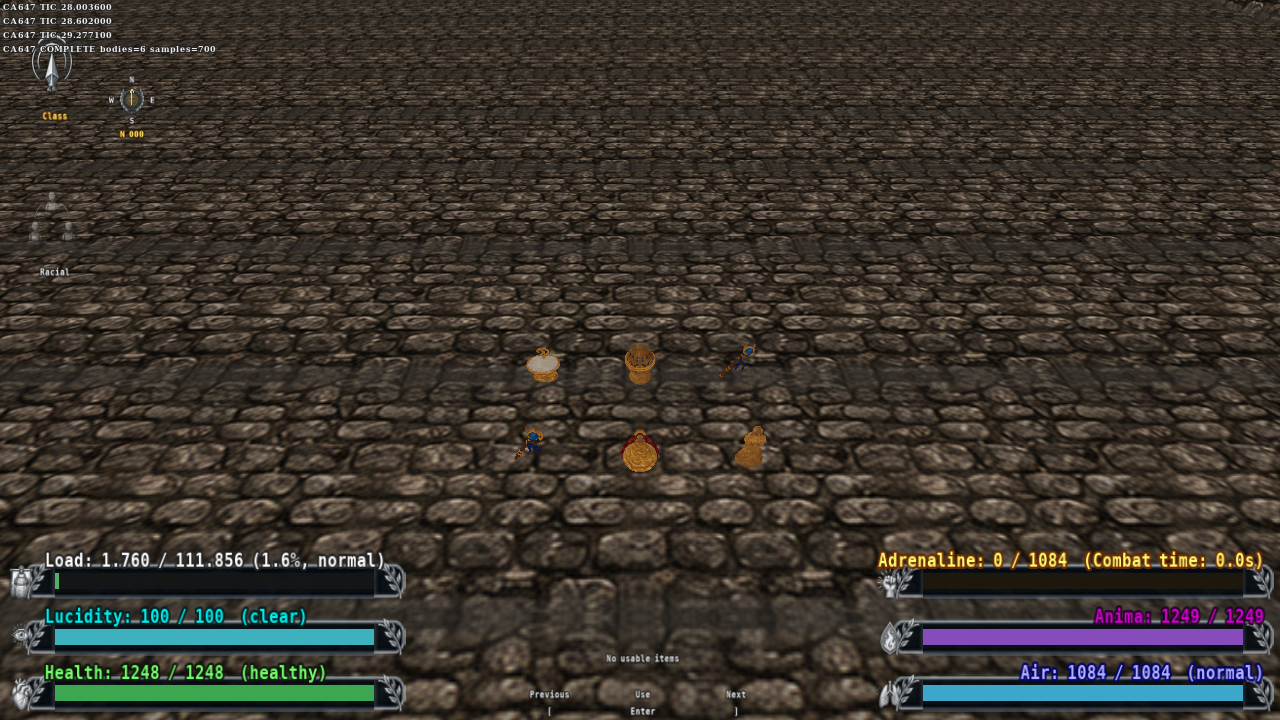 CA647 TIC 28.003600
CA647 TIC 28.602000
CA647 TIC 29.277100
CA647 COMPLETE bodies=6 samples=700
Class
N
W E
S
N 000
Racial
Load: 1.760 / 111.856 (1.6%, normal)
Lucidity: 100 / 100 (clear)
Health: 1248 / 1248 (healthy)
Adrenaline: 0 / 1084 (Combat time: 0.0s)
Anima: 1249 / 1249
Air: 1084 / 1084 (normal)
No usable items
Previous Use Next
[ Enter ]